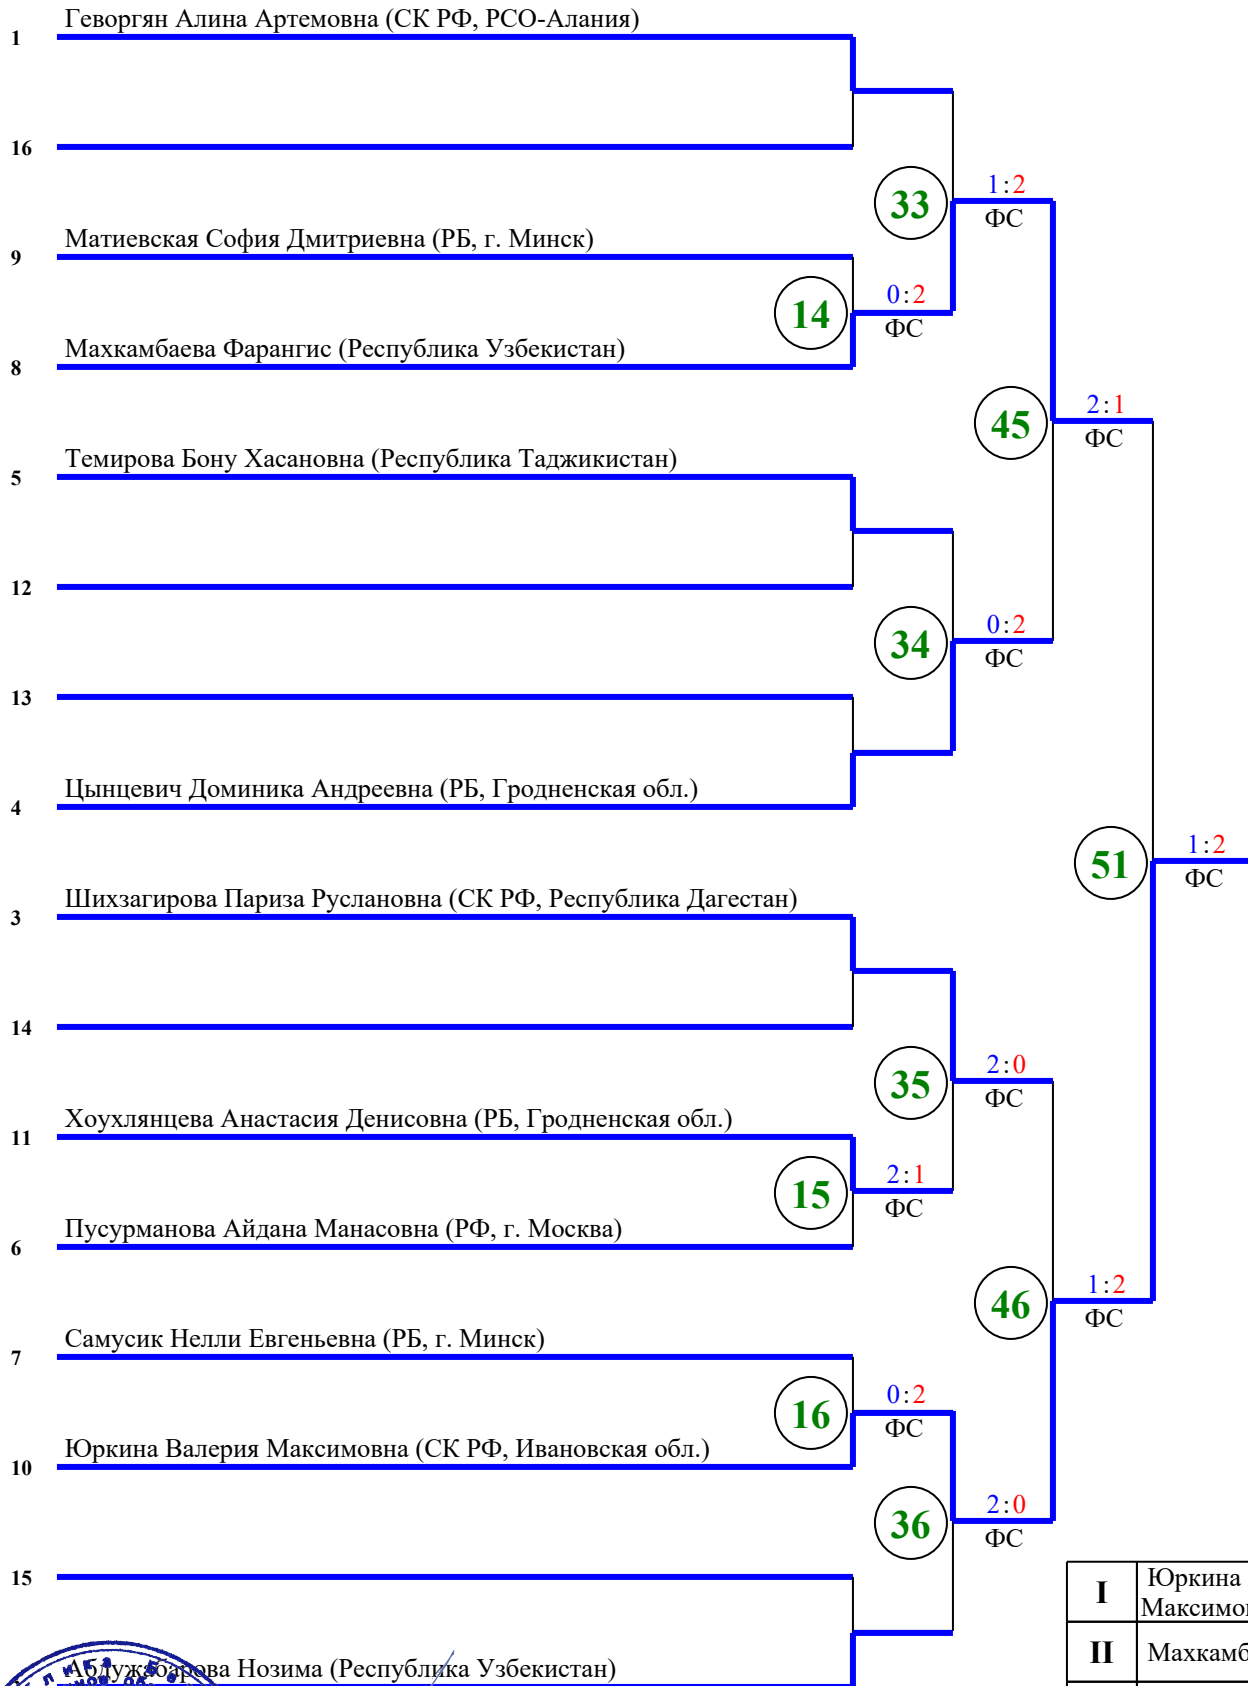 Геворгян Алина Артемовна (СК РФ, РСО-Алания)
1
16
33
1:2
ФС
Матиевская София Дмитриевна (РБ, г. Минск)
9
14
0:2
ФС
Махкамбаева Фарангис (Республика Узбекистан)
8
45
2:1
ФС
Темирова Бону Хасановна (Республика Таджикистан)
5
12
34
0:2
ФС
13
Цынцевич Доминика Андреевна (РБ, Гродненская обл.)
4
51
1:2
ФС
Шихзагирова Париза Руслановна (СК РФ, Республика Дагестан)
3
14
35
2:0
ФС
Хоухлянцева Анастасия Денисовна (РБ, Гродненская обл.)
11
15
2:1
ФС
Пусурманова Айдана Манасовна (РФ, г. Москва)
6
46
1:2
ФС
Самусик Нелли Евгеньевна (РБ, г. Минск)
7
16
0:2
ФС
Юркина Валерия Максимовна (СК РФ, Ивановская обл.)
10
36
2:0
ФС
15
I Юркина
Максимо
II Махкамб
Абдужабарова Нозима (Республика Узбекистан)